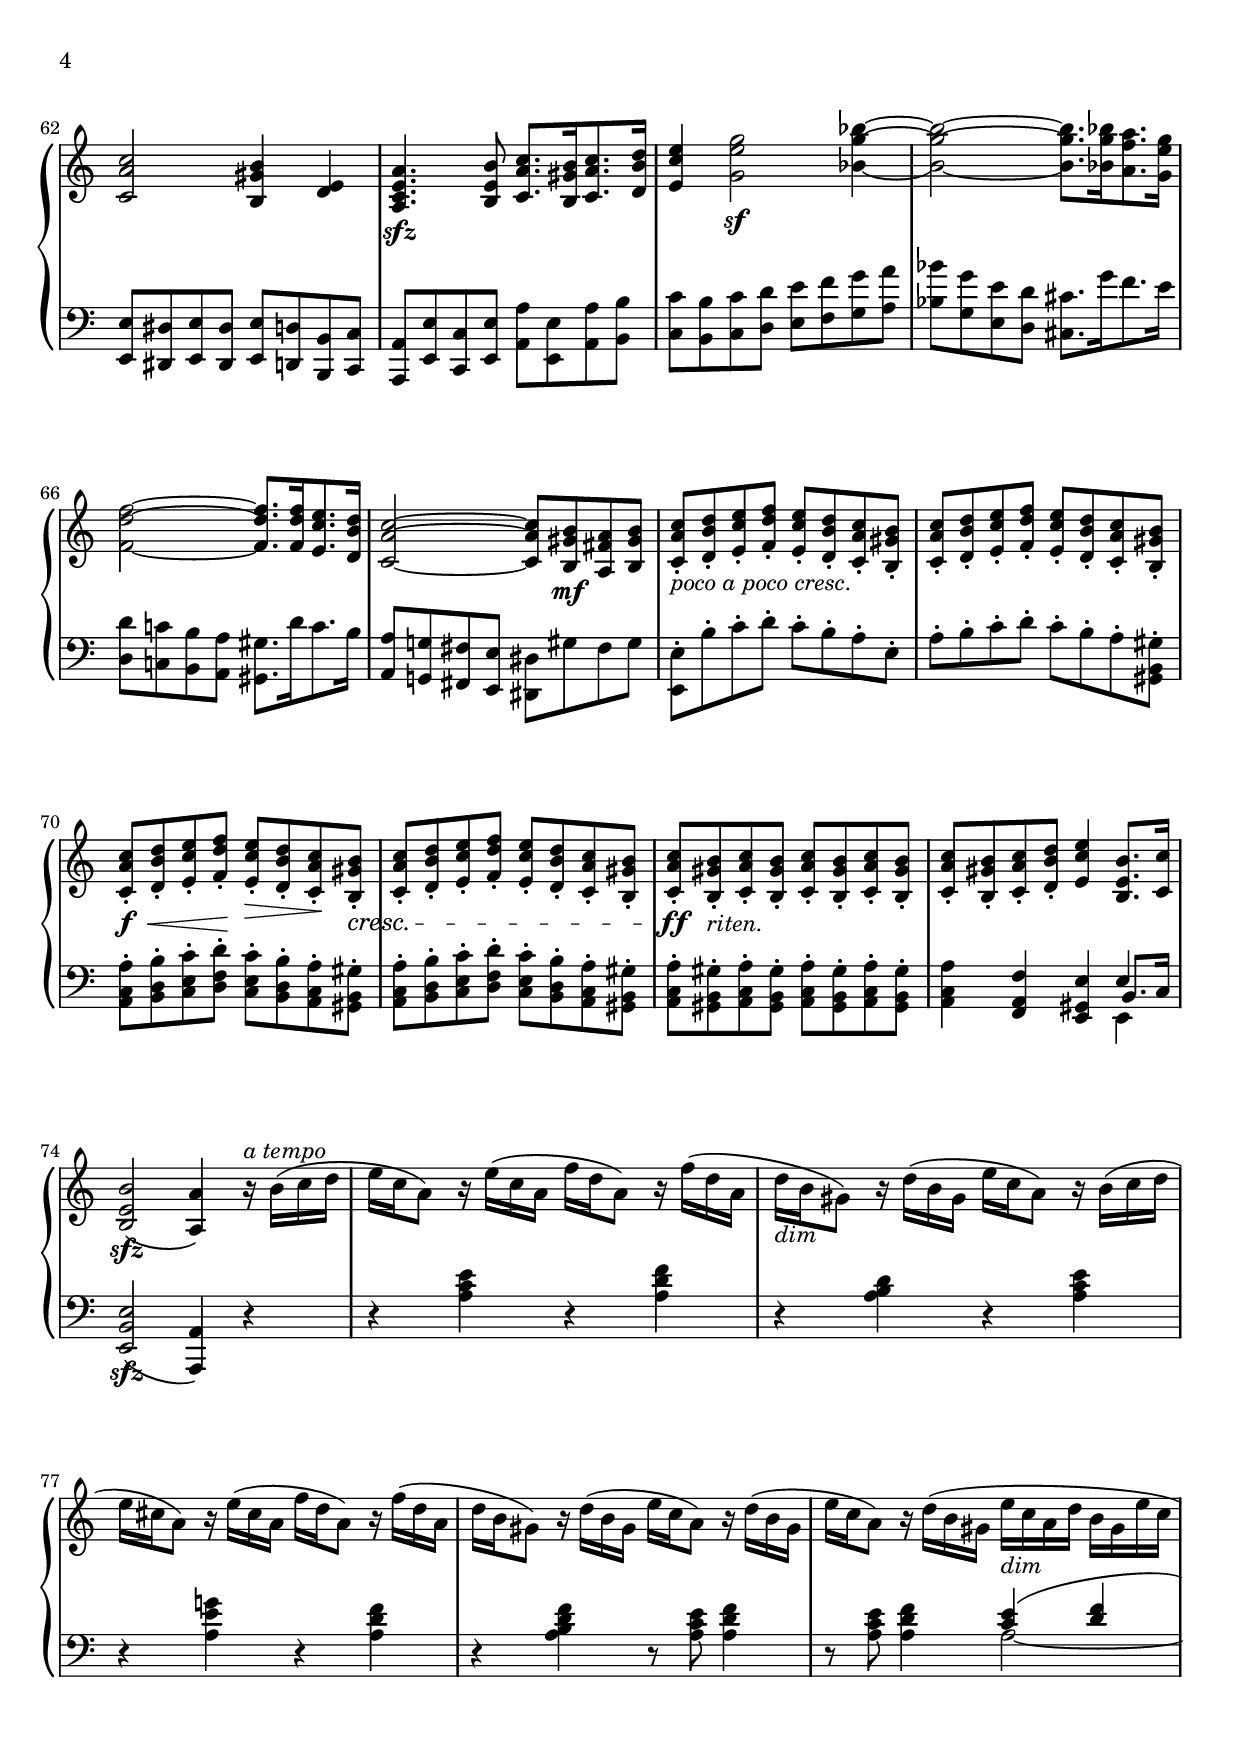 4
62
sfz
sf
66
mf
poco a poco cresc.
70
f
cresc.
ff
riten.
74
a tempo
sfz
dim
sfz
77
dim